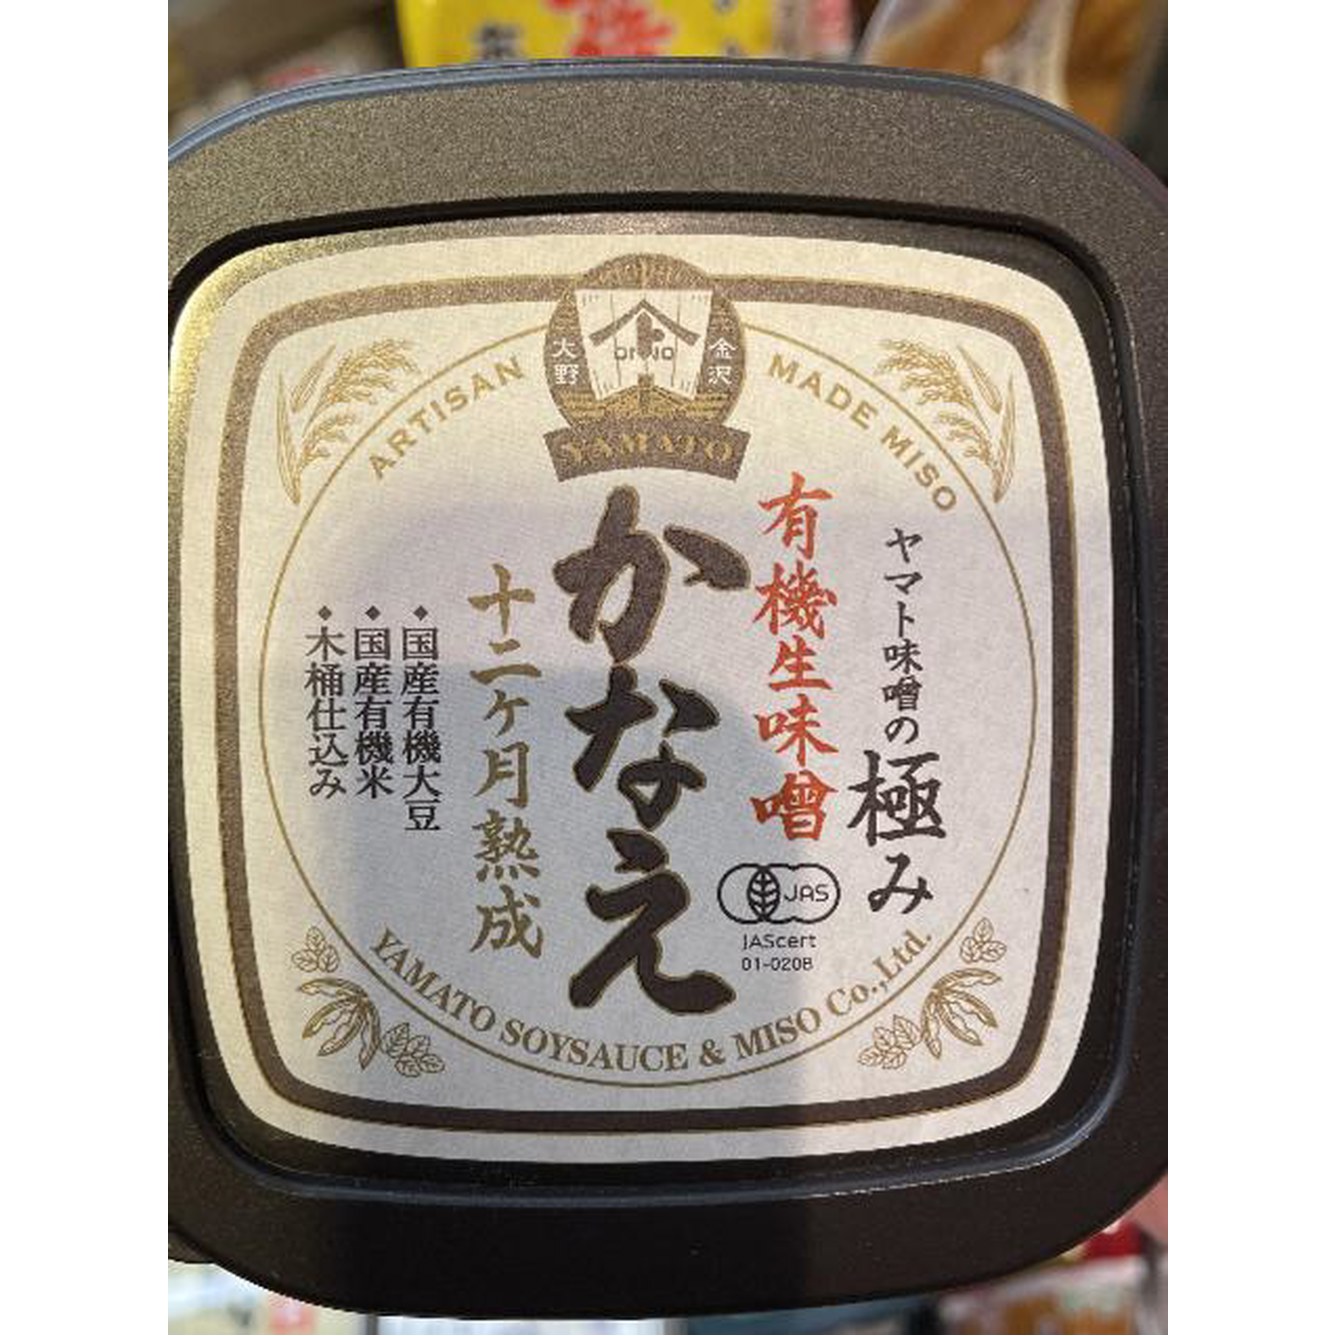 大野
金沢
ONO
YAMATO
ARTISAN
MADE MISO
ヤマト味噌の極み
有機生味噌
かなえ
十二ヶ月熟成
◆国産有機大豆
◆国産有機米
◆木桶仕込み
JAS
JAScert
01-0208
YAMATO SOYSAUCE & MISO Co.,Ltd.